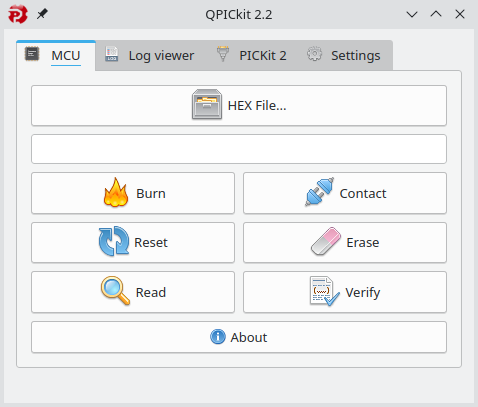 QPICkit 2.2
MCU
Log viewer
PICKit 2
Settings
HEX File...
Burn
Contact
Reset
Erase
Read
Verify
About